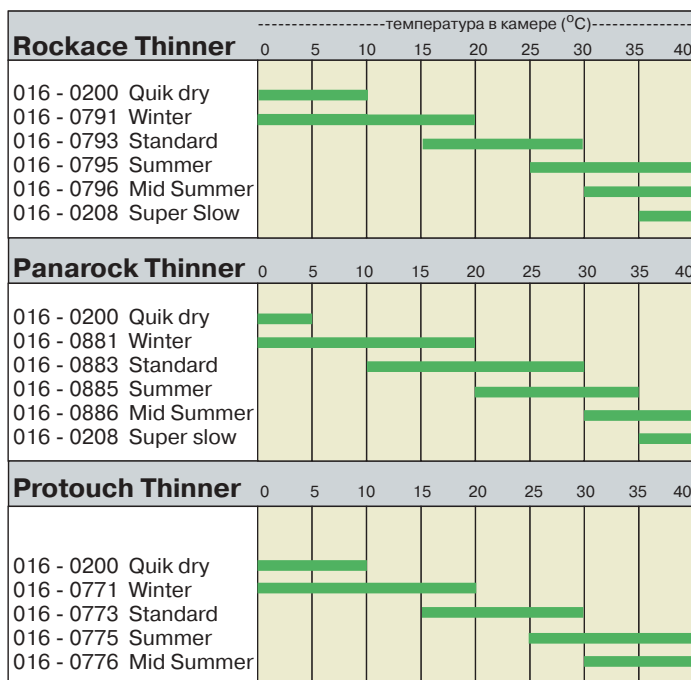 температура в камере (°C)
Rockace Thinner 0 5 10 15 20 25 30 35 40
016 - 0200 Quik dry
016 - 0791 Winter
016 - 0793 Standard
016 - 0795 Summer
016 - 0796 Mid Summer
016 - 0208 Super Slow
Panarock Thinner 0 5 10 15 20 25 30 35 40
016 - 0200 Quik dry
016 - 0881 Winter
016 - 0883 Standard
016 - 0885 Summer
016 - 0886 Mid Summer
016 - 0208 Super slow
Protouch Thinner 0 5 10 15 20 25 30 35 40
016 - 0200 Quik dry
016 - 0771 Winter
016 - 0773 Standard
016 - 0775 Summer
016 - 0776 Mid Summer